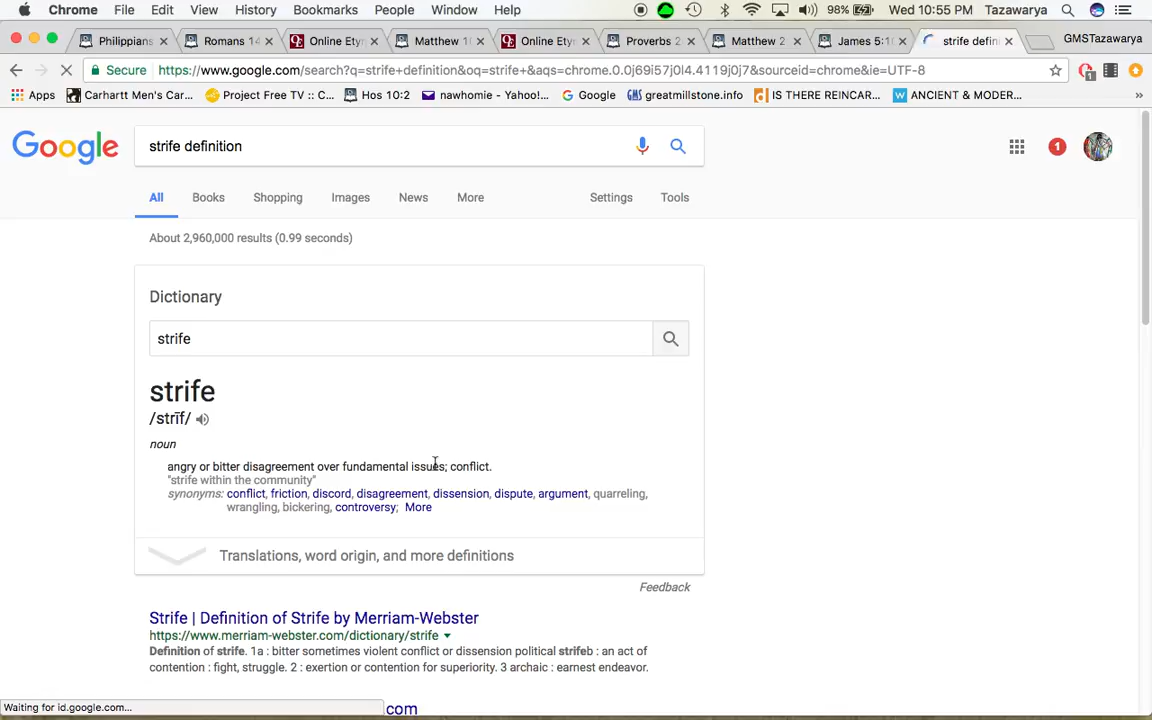 Chrome File Edit View History Bookmarks People Window Help 98% Wed 10:55 PM Tazawarya
Philippians Romans 14 Online Etym Matthew 1 Online Etym Proverbs 2 Matthew 2 James 5:1 strife defin GMSTazawarya
Secure https://www.google.com/search?q=strife+definition&oq=strife+&aqs=chrome.0.0j69i57j0l4.4119j0j7&sourceid=chrome&ie=UTF-8
Apps Carhartt Men's Car... Project Free TV :: C... Hos 10:2 nawhomie - Yahoo!... Google GMS greatmillstone.info IS THERE REINCAR... W ANCIENT & MODER... »
Google strife definition 1
All Books Shopping Images News More Settings Tools
About 2,960,000 results (0.99 seconds)
Dictionary
strife
strife
/strīf/
noun
angry or bitter disagreement over fundamental issues; conflict.
"strife within the community"
synonyms: conflict, friction, discord, disagreement, dissension, dispute, argument, quarreling,
wrangling, bickering, controversy; More
Translations, word origin, and more definitions
Feedback
Strife | Definition of Strife by Merriam-Webster
https://www.merriam-webster.com/dictionary/strife
Definition of strife. 1a : bitter sometimes violent conflict or dissension political strifeb : an act of
contention : fight, struggle. 2 : exertion or contention for superiority. 3 archaic : earnest endeavor.
Waiting for id.google.com... com